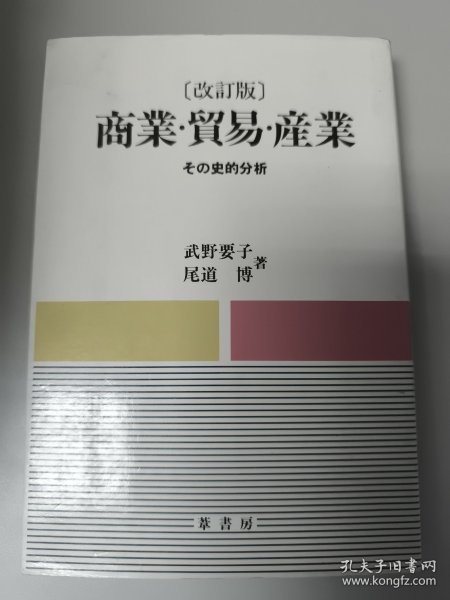 〔改訂版〕
商業・貿易・産業
その史的分析
武野要子
尾道　博
著
葦書房
孔夫子旧书网
www.kongfz.com